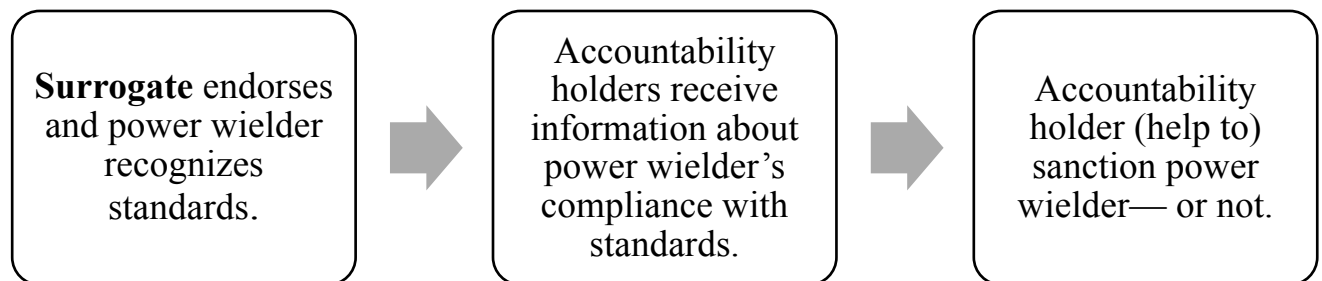 Surrogate endorses
and power wielder
recognizes
standards.
Accountability
holders receive
information about
power wielder’s
compliance with
standards.
Accountability
holder (help to)
sanction power
wielder— or not.